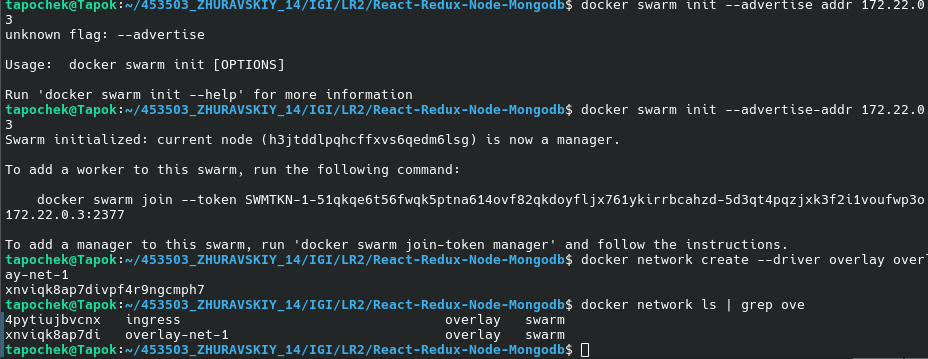 tapochek@Tapok:~/453503_ZHURAVSKIY_14/IGI/LR2/React-Redux-Node-Mongodb$ docker swarm init --advertise addr 172.22.0
3
unknown flag: --advertise
Usage:  docker swarm init [OPTIONS]
Run 'docker swarm init --help' for more information
tapochek@Tapok:~/453503_ZHURAVSKIY_14/IGI/LR2/React-Redux-Node-Mongodb$ docker swarm init --advertise-addr 172.22.0
3
Swarm initialized: current node (h3jtddlpqhcffxvs6qedm6lsg) is now a manager.
To add a worker to this swarm, run the following command:
    docker swarm join --token SWMTKN-1-51qkqe6t56fwqk5ptna614ovf82qkdoyfljx761ykirrbcahzd-5d3qt4pqzjxk3f2i1voufwp3o
172.22.0.3:2377
To add a manager to this swarm, run 'docker swarm join-token manager' and follow the instructions.
tapochek@Tapok:~/453503_ZHURAVSKIY_14/IGI/LR2/React-Redux-Node-Mongodb$ docker network create --driver overlay overl
ay-net-1
xnviqk8ap7divpf4r9ngcmph7
tapochek@Tapok:~/453503_ZHURAVSKIY_14/IGI/LR2/React-Redux-Node-Mongodb$ docker network ls | grep ove
4pytiujbvcnx   ingress                                  overlay   swarm
xnviqk8ap7di   overlay-net-1                            overlay   swarm
tapochek@Tapok:~/453503_ZHURAVSKIY_14/IGI/LR2/React-Redux-Node-Mongodb$